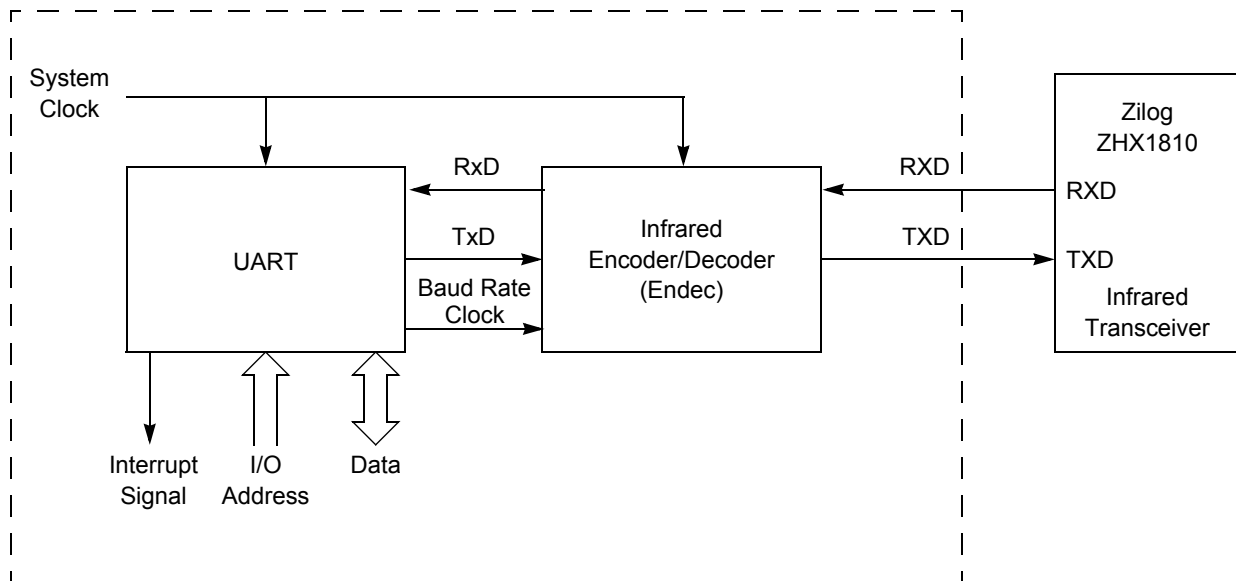 System
Clock
Zilog
ZHX1810
RxD
RXD
RXD
UART
TxD
Infrared
Encoder/Decoder
(Endec)
TXD
TXD
Baud Rate
Clock
Infrared
Transceiver
Interrupt
Signal
I/O
Address
Data